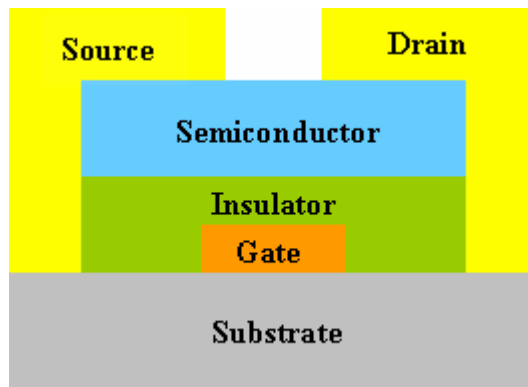 Source
Drain
Semiconductor
Insulator
Gate
Substrate